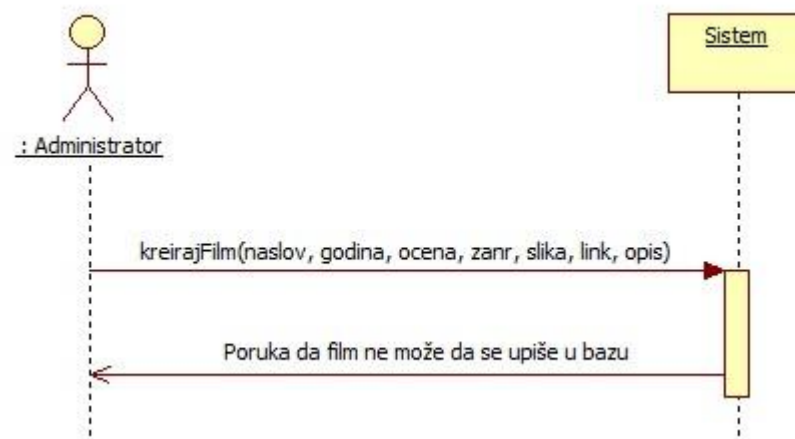 Sistem
: Administrator
kreirajFilm(naslov, godina, ocena, zanr, slika, link, opis)
Poruka da film ne može da se upiše u bazu